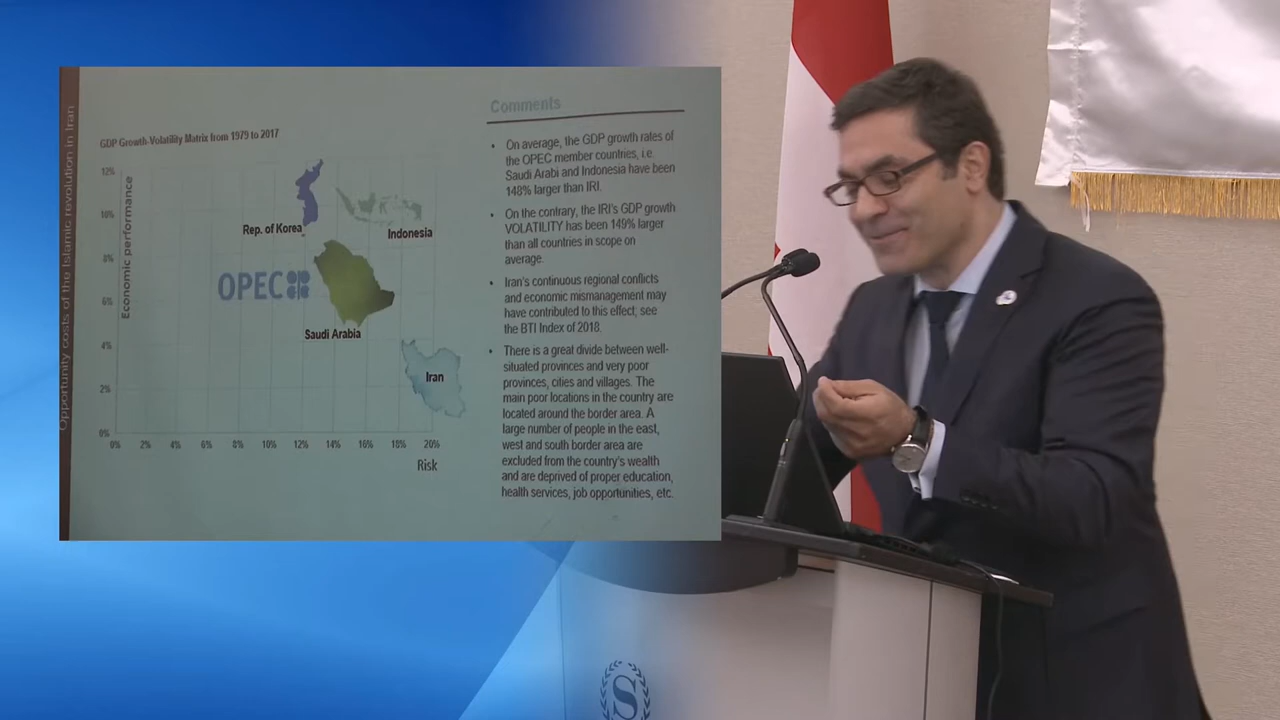 Opportunity costs of the Islamic revolution in Iran
GDP Growth-Volatility Matrix from 1979 to 2017
Economic performance
12%
10%
8%
6%
4%
2%
0%
0% 2% 4% 6% 8% 10% 12% 14% 16% 18% 20%
Risk
Rep. of Korea
Indonesia
OPEC
Saudi Arabia
Iran
Comments
• On average, the GDP growth rates of
the OPEC member countries, i.e.
Saudi Arabi and Indonesia have been
148% larger than IRI.
• On the contrary, the IRI's GDP growth
VOLATILITY has been 149% larger
than all countries in scope on
average.
• Iran's continuous regional conflicts
and economic mismanagement may
have contributed to this effect; see
the BTI Index of 2018.
• There is a great divide between well-
situated provinces and very poor
provinces, cities and villages. The
main poor locations in the country are
located around the border area. A
large number of people in the east,
west and south border area are
excluded from the country's wealth
and are deprived of proper education,
health services, job opportunities, etc.
S